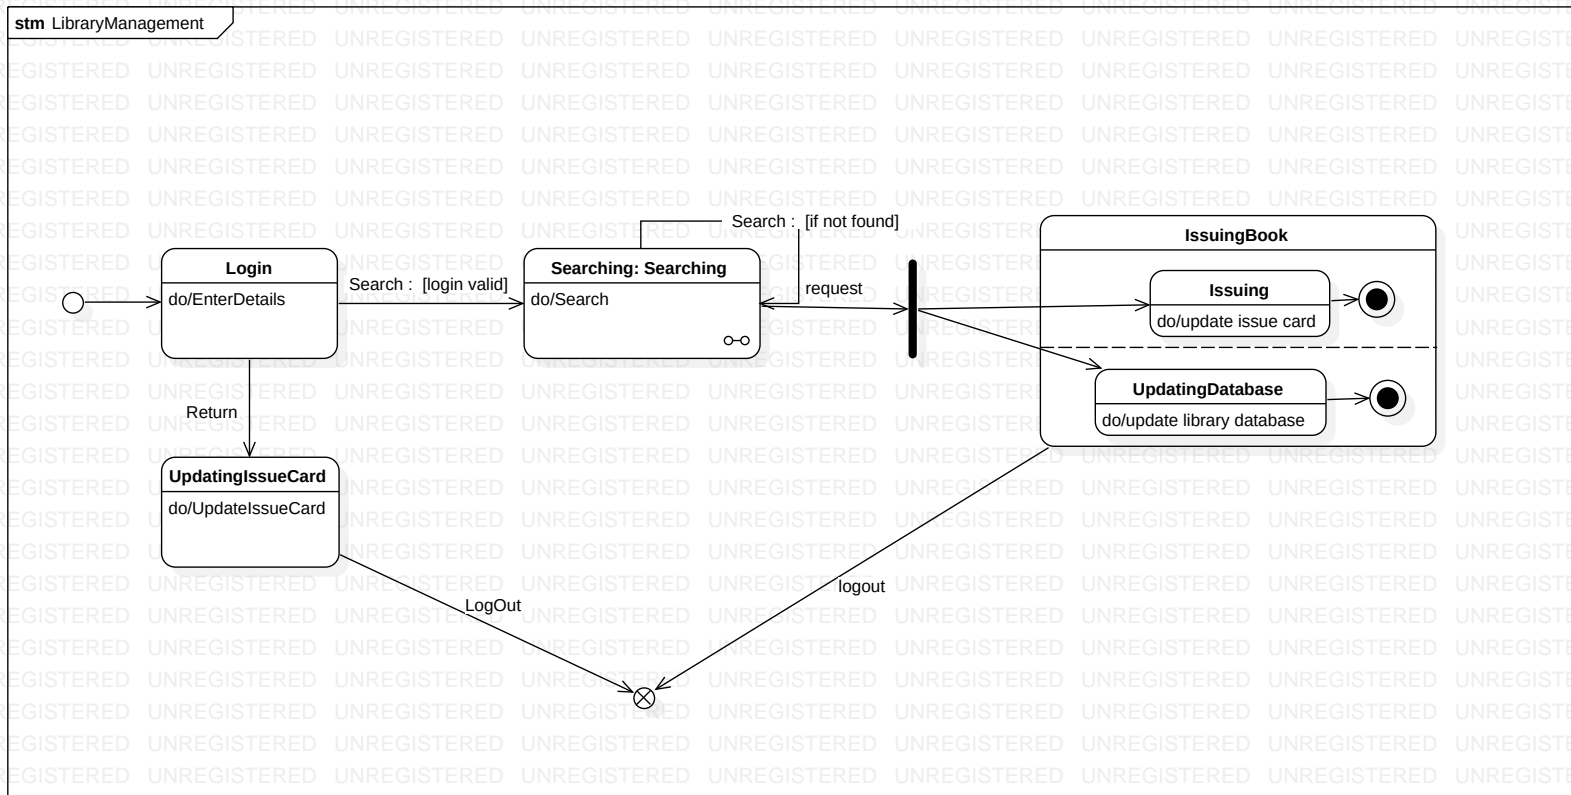 stm LibraryManagement
Search : [if not found]
IssuingBook
Login
do/EnterDetails
Search : [login valid]
Searching: Searching
do/Search
request
Issuing
do/update issue card
UpdatingDatabase
do/update library database
Return
UpdatingIssueCard
do/UpdateIssueCard
LogOut
logout
UNREGISTERED